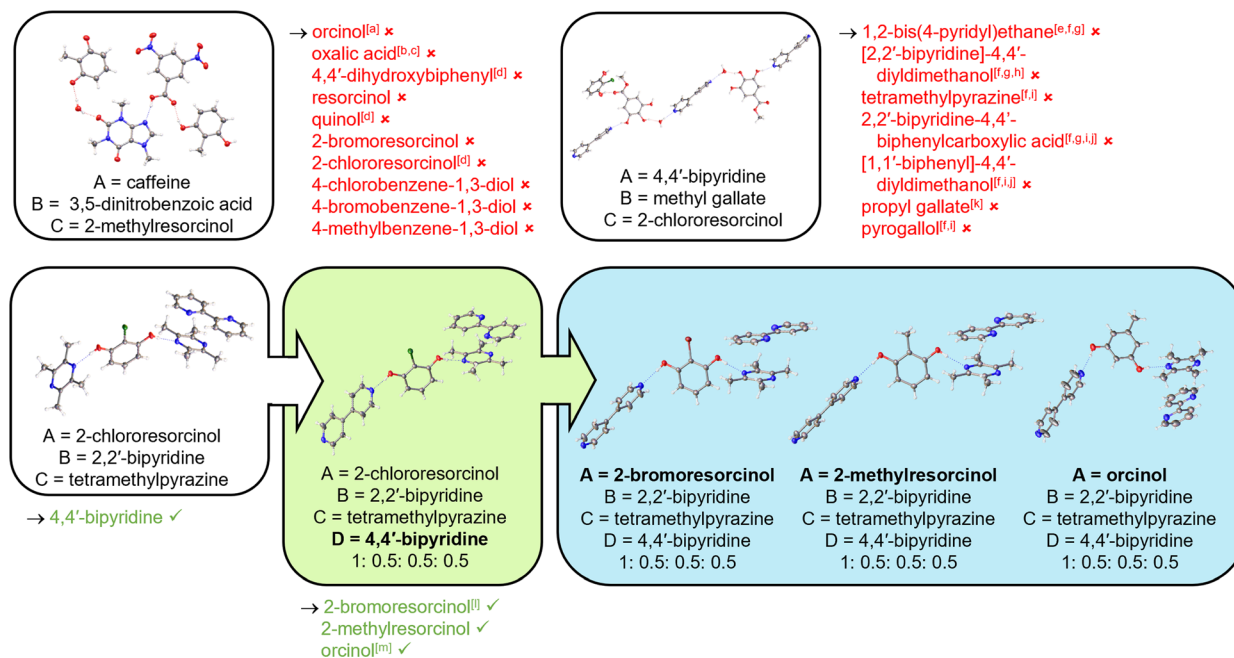 A = caffeine
B = 3,5-dinitrobenzoic acid
C = 2-methylresorcinol
→ orcinol[a] ✘
oxalic acid[b,c] ✘
4,4′-dihydroxybiphenyl[d] ✘
resorcinol ✘
quinol[d] ✘
2-bromoresorcinol ✘
2-chlororesorcinol[d] ✘
4-chlorobenzene-1,3-diol ✘
4-bromobenzene-1,3-diol ✘
4-methylbenzene-1,3-diol ✘
A = 4,4′-bipyridine
B = methyl gallate
C = 2-chlororesorcinol
→ 1,2-bis(4-pyridyl)ethane[e,f,g] ✘
[2,2′-bipyridine]-4,4′-
diyldimethanol[f,g,h] ✘
tetramethylpyrazine[f,i] ✘
2,2′-bipyridine-4,4’-
biphenylcarboxylic acid[f,g,i,j] ✘
[1,1′-biphenyl]-4,4′-
diyldimethanol[f,i,j] ✘
propyl gallate[k] ✘
pyrogallol[f,i] ✘
A = 2-chlororesorcinol
B = 2,2′-bipyridine
C = tetramethylpyrazine
→ 4,4′-bipyridine ✓
A = 2-chlororesorcinol
B = 2,2′-bipyridine
C = tetramethylpyrazine
D = 4,4′-bipyridine
1: 0.5: 0.5: 0.5
→ 2-bromoresorcinol[l] ✓
2-methylresorcinol ✓
orcinol[m] ✓
A = 2-bromoresorcinol
B = 2,2′-bipyridine
C = tetramethylpyrazine
D = 4,4′-bipyridine
1: 0.5: 0.5: 0.5
A = 2-methylresorcinol
B = 2,2′-bipyridine
C = tetramethylpyrazine
D = 4,4′-bipyridine
1: 0.5: 0.5: 0.5
A = orcinol
B = 2,2′-bipyridine
C = tetramethylpyrazine
D = 4,4′-bipyridine
1: 0.5: 0.5: 0.5